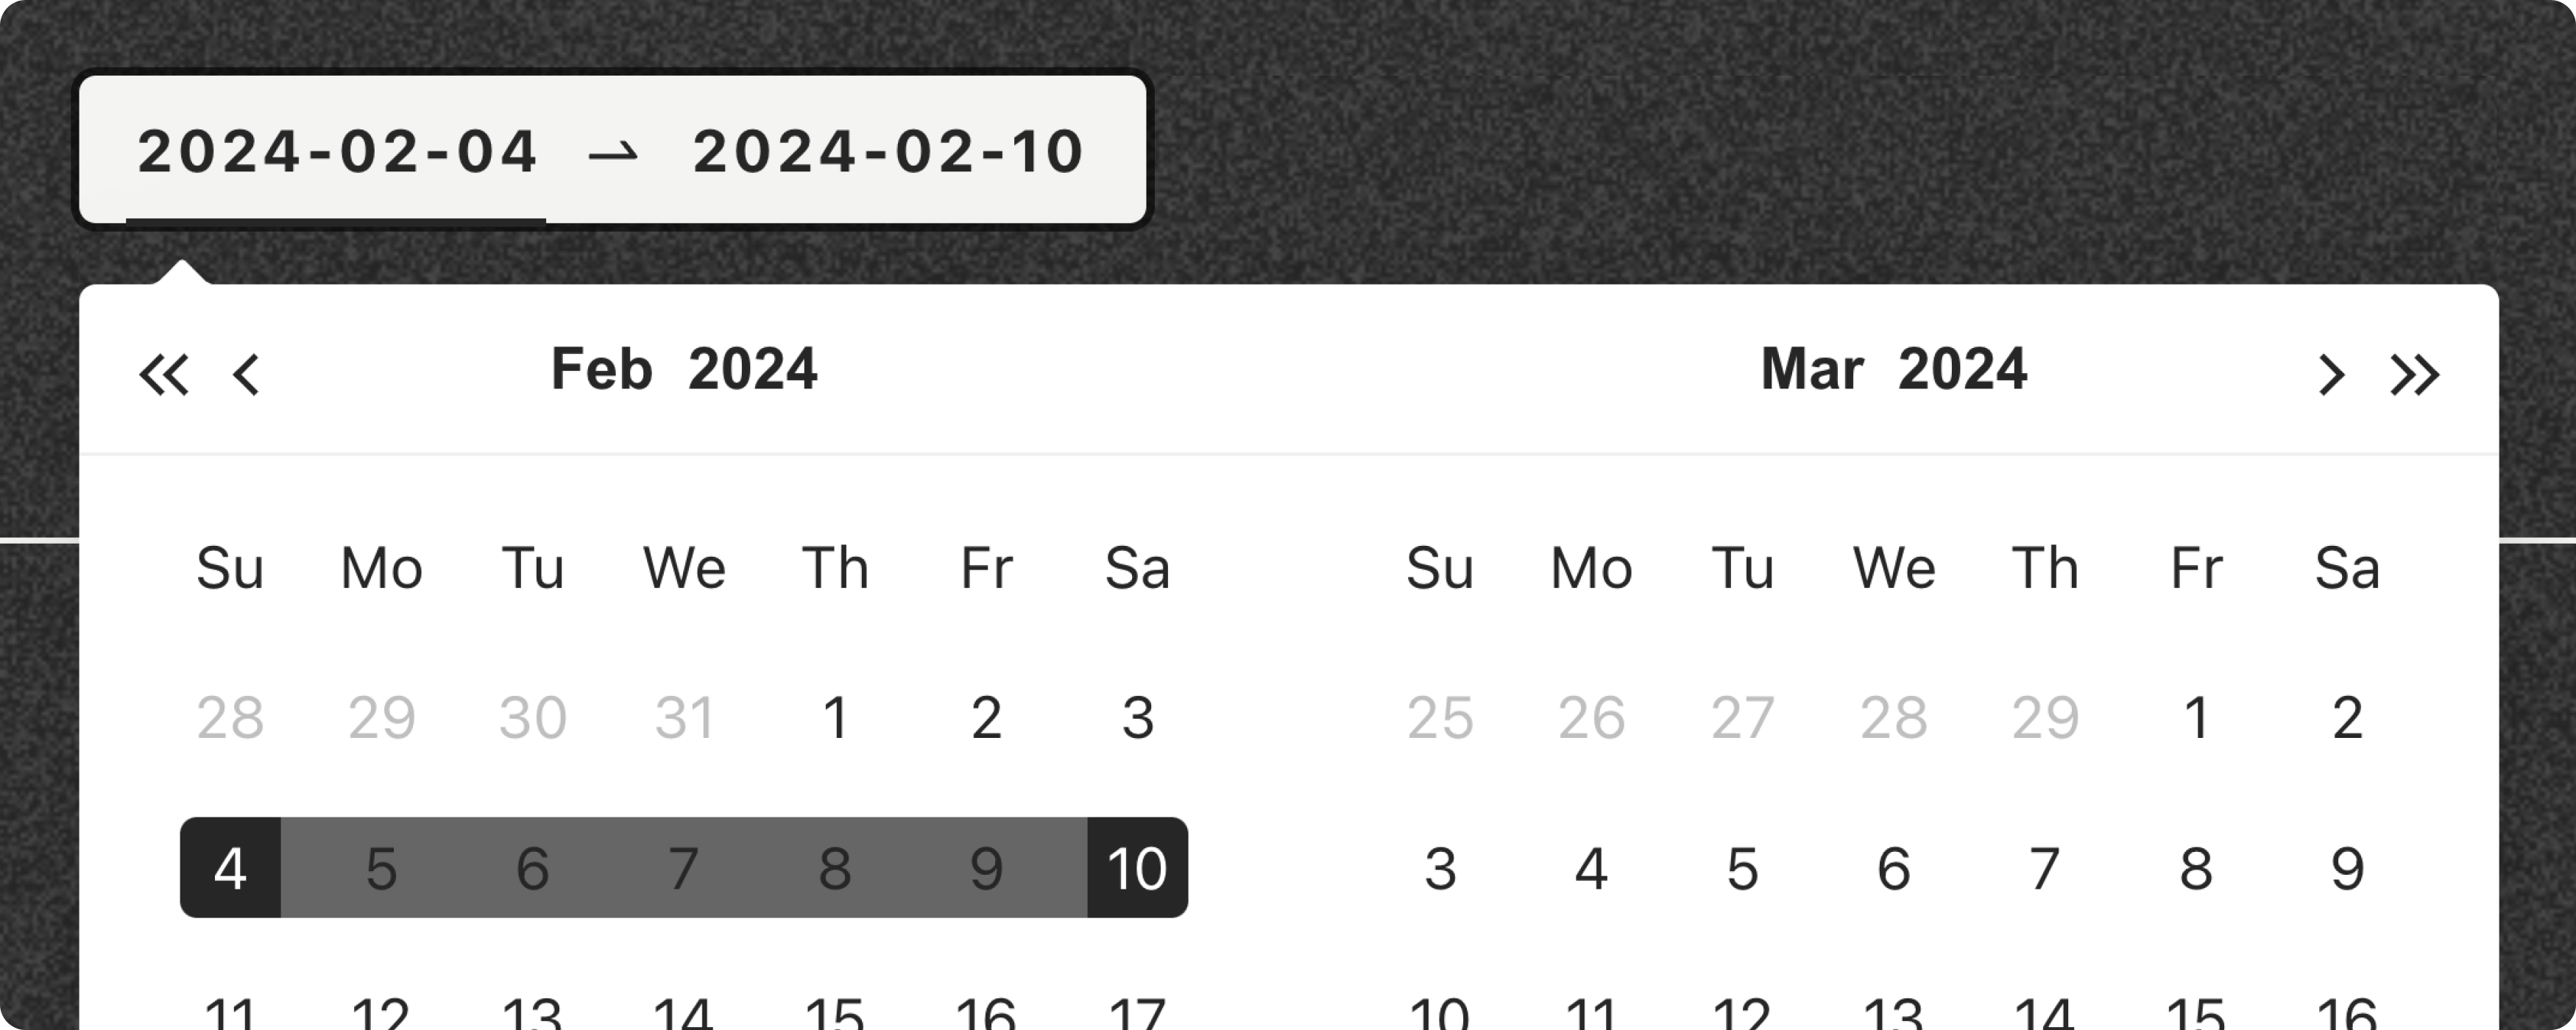 2024-02-04 ⇀ 2024-02-10
« < Feb 2024 Mar 2024 > »
Su Mo Tu We Th Fr Sa Su Mo Tu We Th Fr Sa
28 29 30 31 1 2 3 25 26 27 28 29 1 2
4 5 6 7 8 9 10 3 4 5 6 7 8 9
11 12 13 14 15 16 17 10 11 12 13 14 15 16